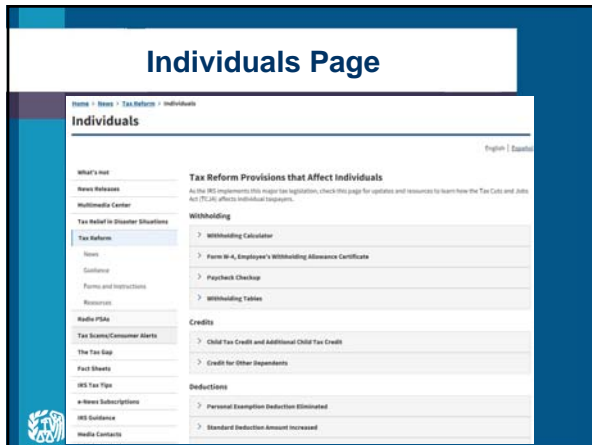 Individuals Page
Home > News > Tax Reform > Individuals
Individuals
English | Español
What's Hot
News Releases
Multimedia Center
Tax Relief in Disaster Situations
Tax Reform
News
Guidance
Forms and Instructions
Resources
Radio PSAs
Tax Scams/Consumer Alerts
The Tax Gap
Fact Sheets
IRS Tax Tips
e-News Subscriptions
IRS Guidance
Media Contacts
Tax Reform Provisions that Affect Individuals
As the IRS implements this major tax legislation, check this page for updates and resources to learn how the Tax Cuts and Jobs
Act (TCJA) affects individual taxpayers.
Withholding
> Withholding Calculator
> Form W-4, Employee's Withholding Allowance Certificate
> Paycheck Checkup
> Withholding Tables
Credits
> Child Tax Credit and Additional Child Tax Credit
> Credit for Other Dependents
Deductions
> Personal Exemption Deduction Eliminated
> Standard Deduction Amount Increased